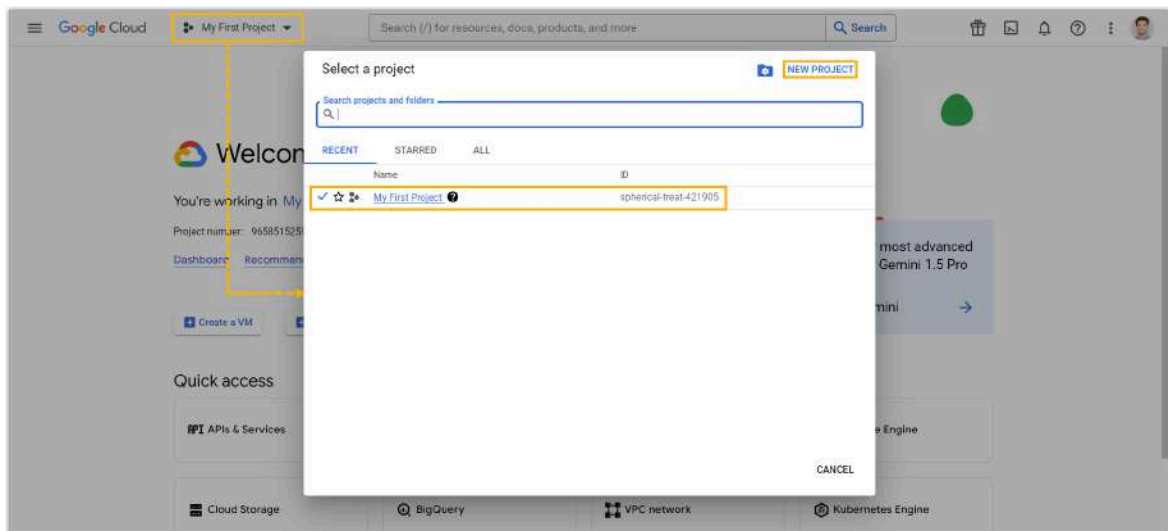 Google Cloud
My First Project
Search (/) for resources, docs, products, and more
Search
Select a project
NEW PROJECT
Search projects and folders
RECENT
STARRED
ALL
Name
ID
My First Project
spherical-treat-421905
CANCEL
Welcom
You're working in My
Project number: 965851525
Dashboard
Recommen
Create a VM
most advanced
Gemini 1.5 Pro
mini
Quick access
API APIs & Services
e Engine
Cloud Storage
BigQuery
VPC network
Kubernetes Engine